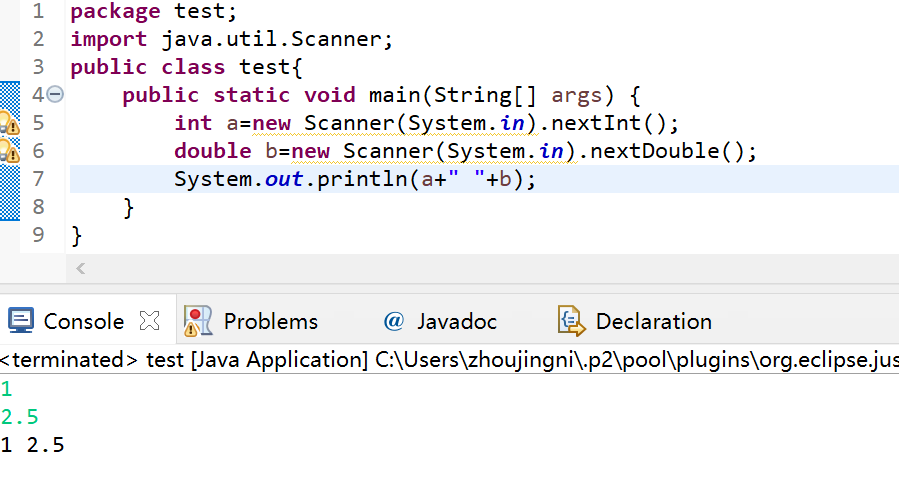 1 package test;
2 import java.util.Scanner;
3 public class test{
4 public static void main(String[] args) {
5 int a=new Scanner(System.in).nextInt();
6 double b=new Scanner(System.in).nextDouble();
7 System.out.println(a+" "+b);
8 }
9 }
Console Problems @ Javadoc Declaration
<terminated> test [Java Application] C:\Users\zhoujingni\.p2\pool\plugins\org.eclipse.jus
1
2.5
1 2.5